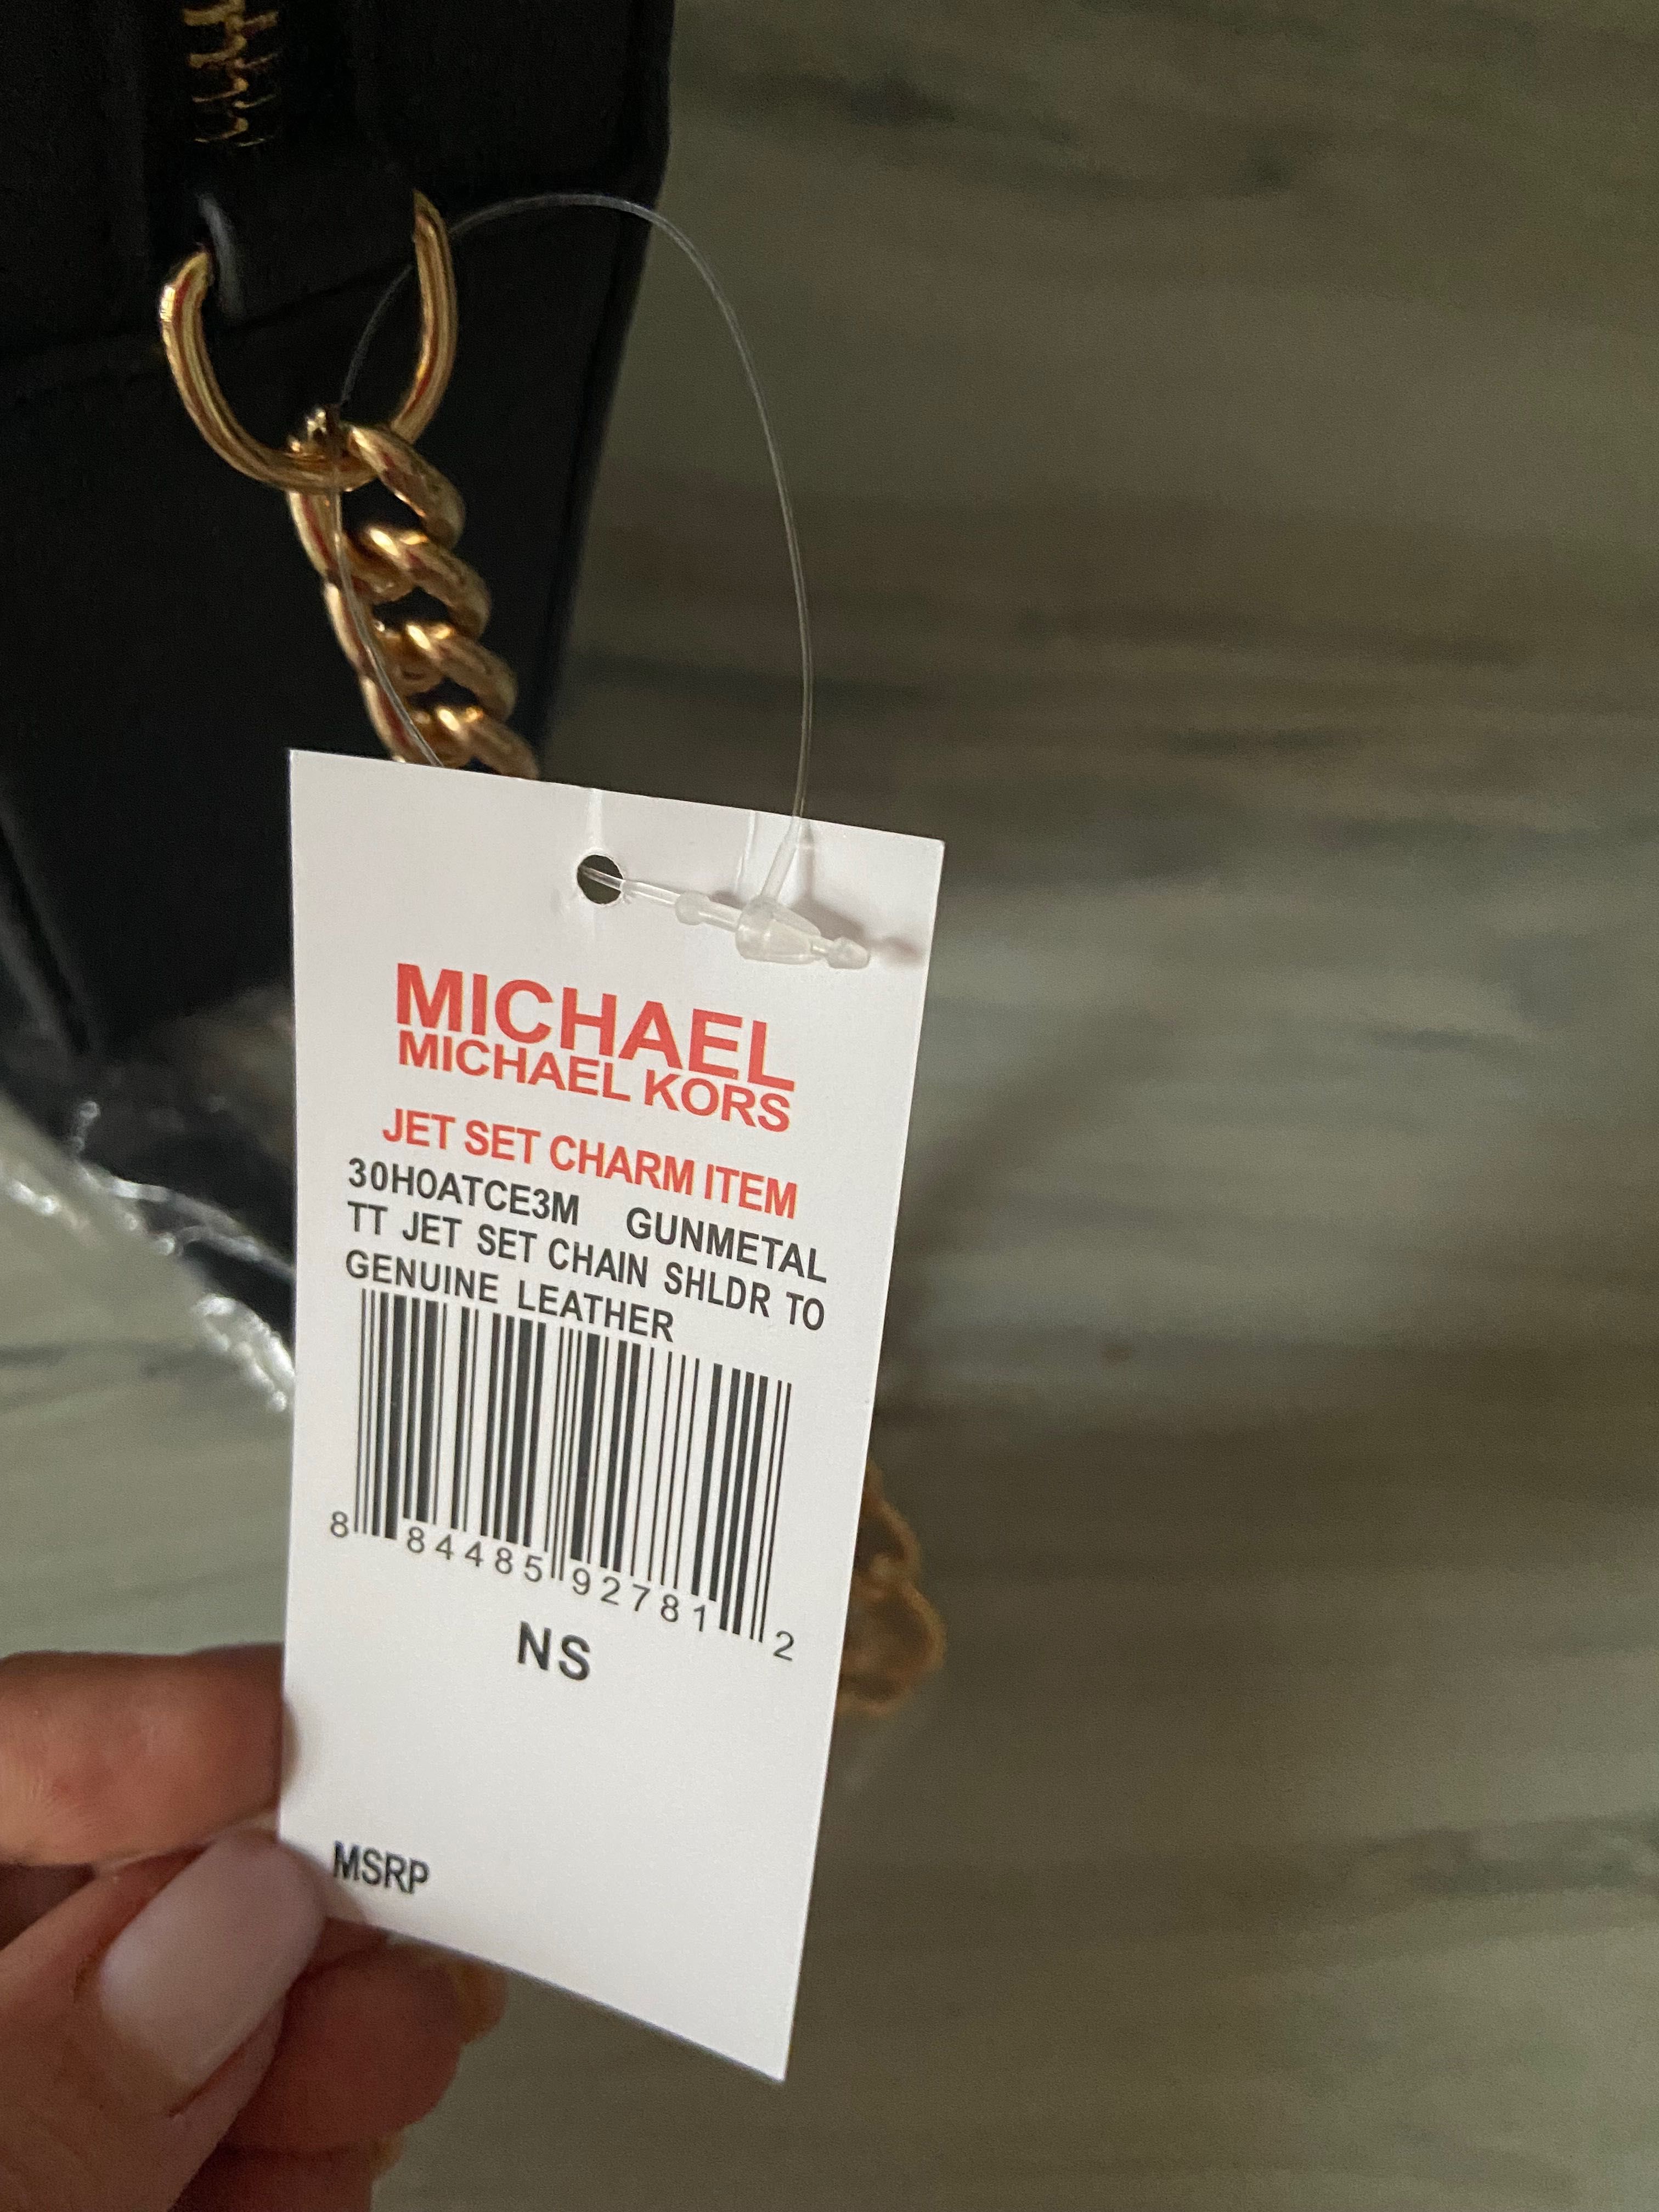 MICHAEL
MICHAEL KORS
JET SET CHARM ITEM
30H0ATCE3M GUNMETAL
TT JET SET CHAIN SHLDR TO
GENUINE LEATHER
8 84485 92781 2
NS
MSRP